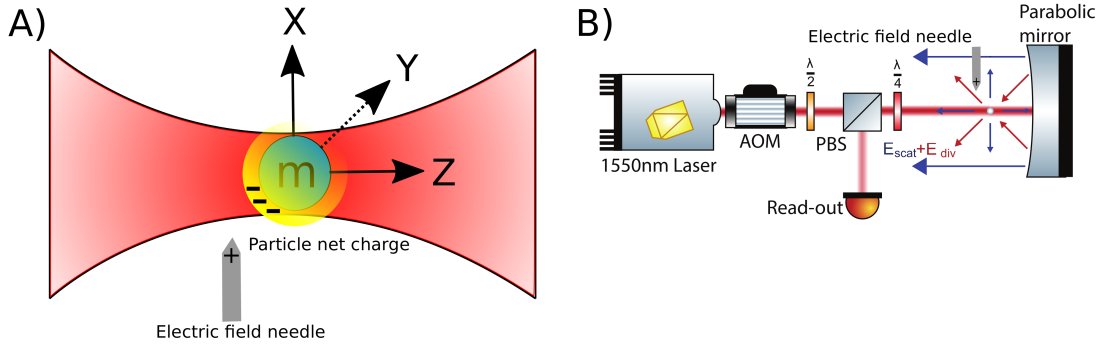 A)
X
Y
Z
m
Particle net charge
+
Electric field needle
B)
Parabolic
mirror
Electric field needle
+
λ
2
λ
4
1550nm Laser
AOM
PBS
Escat+E div
Read-out